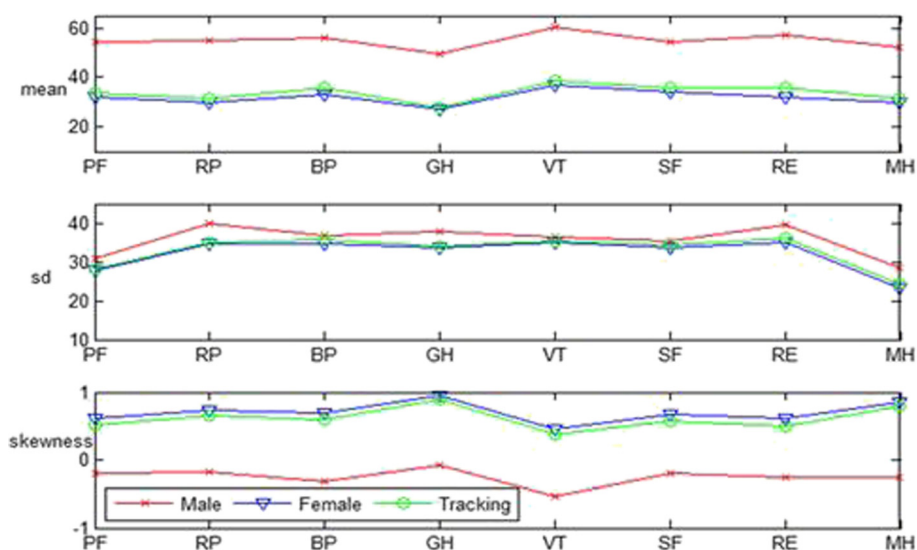 60
40
mean
20
PF RP BP GH VT SF RE MH
40
30
sd
20
10
PF RP BP GH VT SF RE MH
1
skewness
0
Male Female Tracking
-1
PF RP BP GH VT SF RE MH